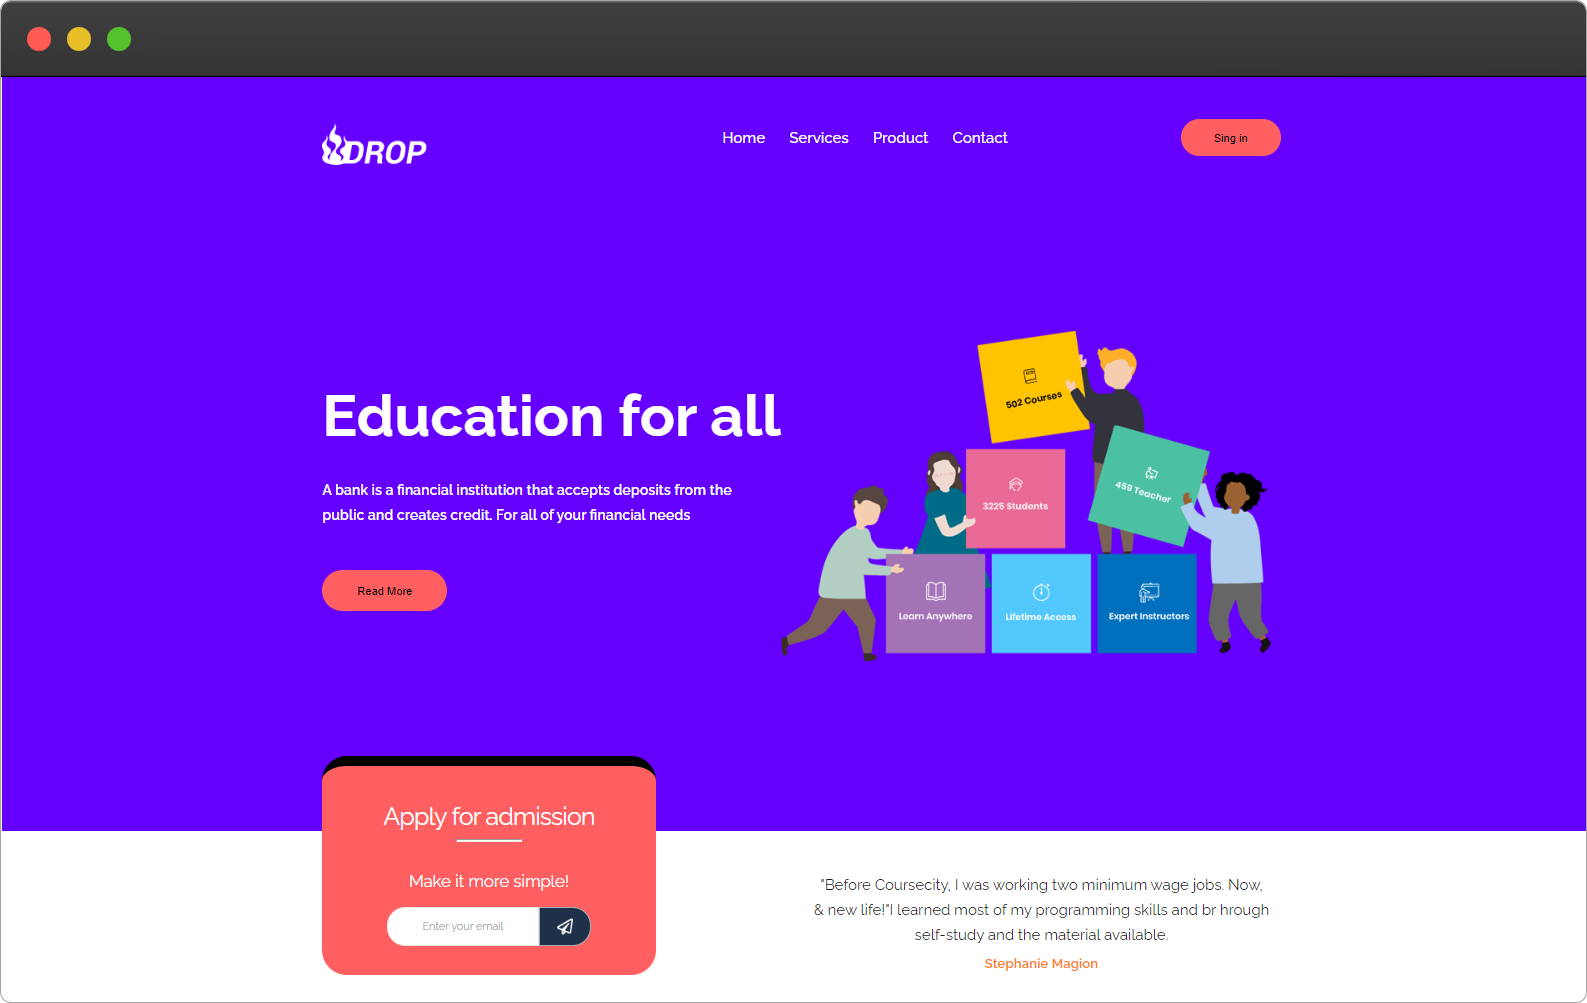 DROP
Home Services Product Contact
Sing in
Education for all
A bank is a financial institution that accepts deposits from the
public and creates credit. For all of your financial needs
Read More
502 Courses
3225 Students
459 Teacher
Learn Anywhere
Lifetime Access
Expert Instructors
Apply for admission
Make it more simple!
Enter your email
"Before Coursecity, I was working two minimum wage jobs. Now,
& new life!"I learned most of my programming skills and br hrough
self-study and the material available.
Stephanie Magion